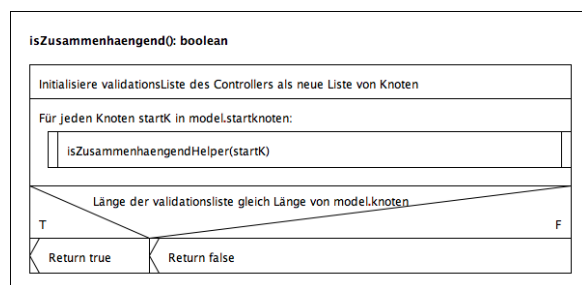 isZusammenhaengend(): boolean
Initialisiere validationsListe des Controllers als neue Liste von Knoten
Für jeden Knoten startK in model.startknoten:
isZusammenhaengendHelper(startK)
Länge der validationsliste gleich Länge von model.knoten
T F
Return true Return false